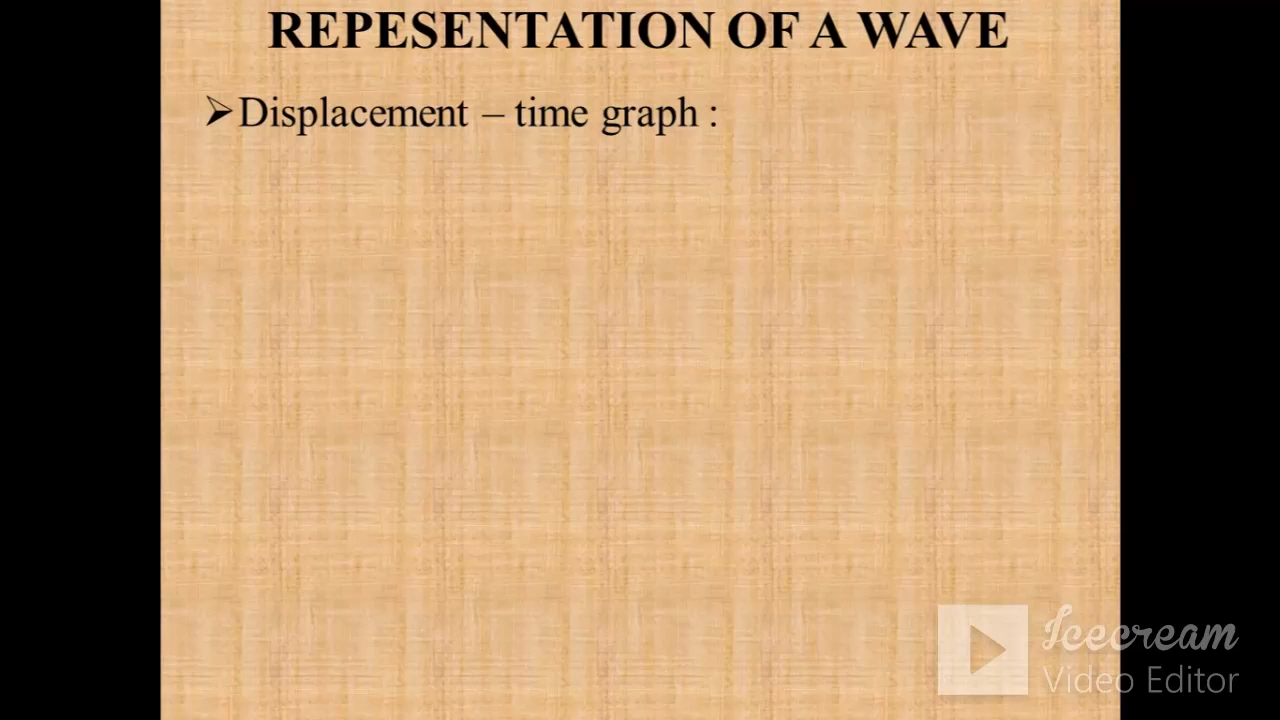 REPESENTATION OF A WAVE
➢Displacement – time graph :
Icecream
Video Editor